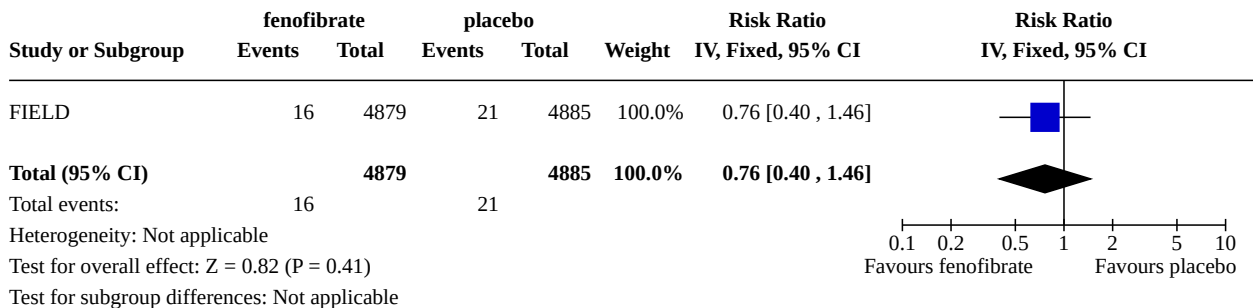 fenofibrate placebo Risk Ratio Risk Ratio
Study or Subgroup Events Total Events Total Weight IV, Fixed, 95% CI IV, Fixed, 95% CI
FIELD 16 4879 21 4885 100.0% 0.76 [0.40 , 1.46]
Total (95% CI) 4879 4885 100.0% 0.76 [0.40 , 1.46]
Total events: 16 21
Heterogeneity: Not applicable
0.1 0.2 0.5 1 2 5 10
Test for overall effect: Z = 0.82 (P = 0.41) Favours fenofibrate Favours placebo
Test for subgroup differences: Not applicable